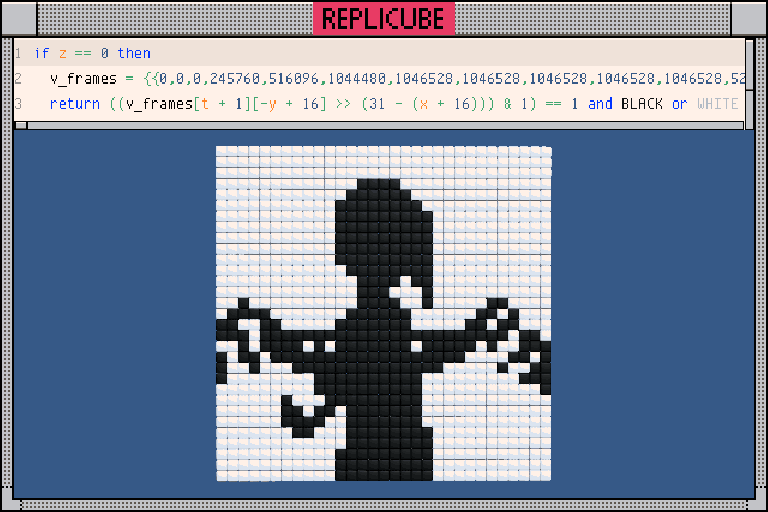 REPLICUBE
1 if z == 0 then
2 v_frames = {{0,0,0,245760,516096,1044480,1046528,1046528,1046528,1046528,1046528,52
3 return ((v_frames[t + 1][-y + 16] >> (31 - (x + 16))) & 1) == 1 and BLACK or WHITE